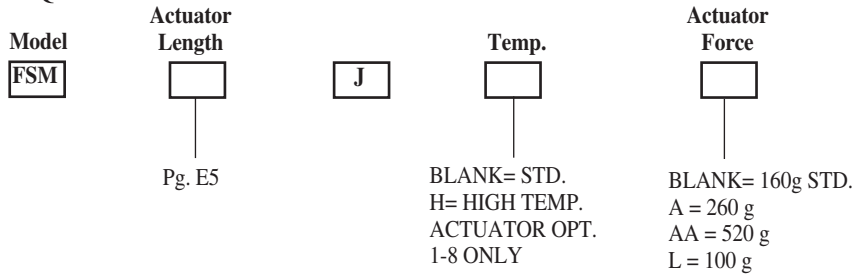 Actuator Actuator
Model Length Temp. Force
FSM J
Pg. E5
BLANK= STD.
H= HIGH TEMP.
ACTUATOR OPT.
1-8 ONLY
BLANK= 160g STD.
A = 260 g
AA = 520 g
L = 100 g